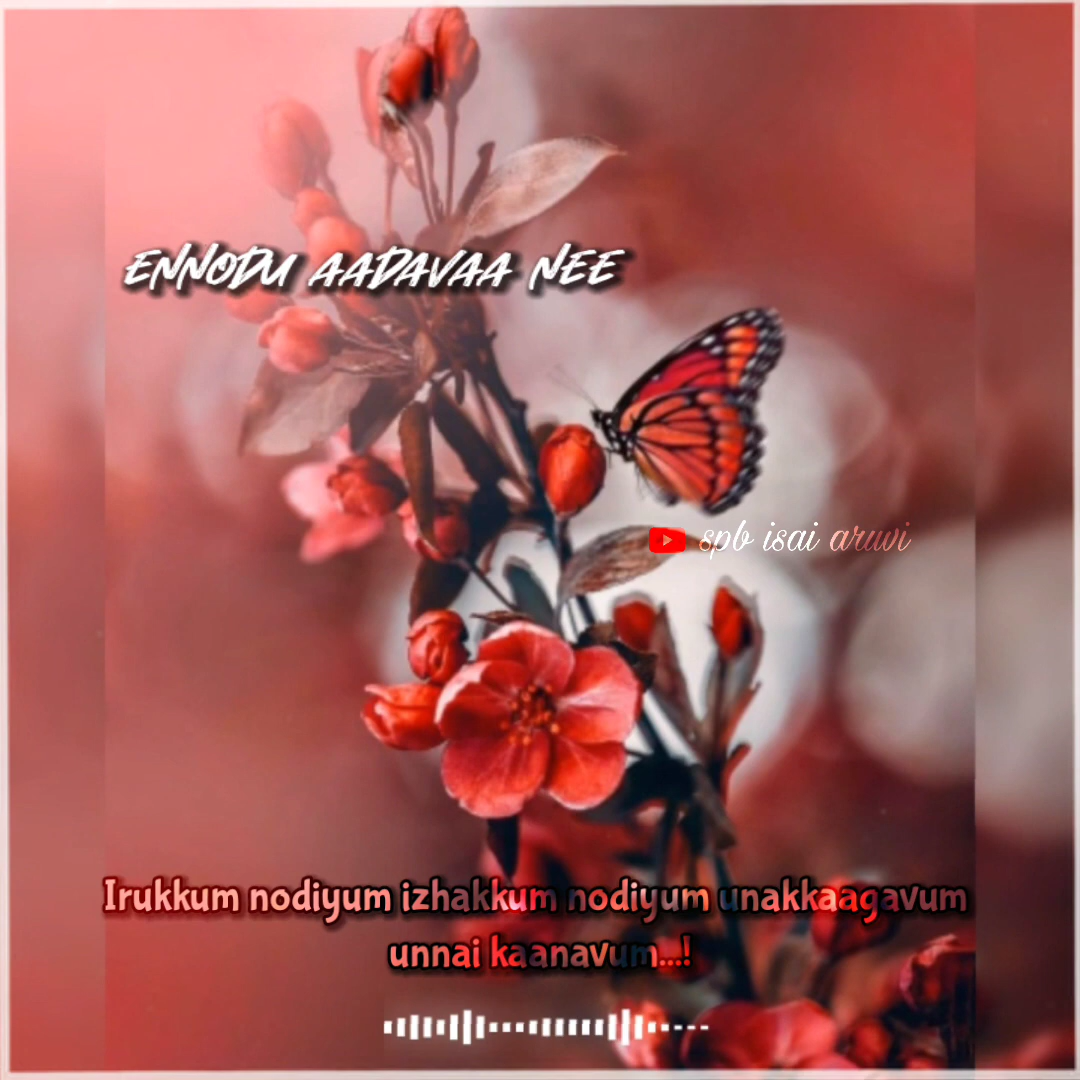 ENNODU AADAVAA NEE
spb isai aruvi
Irukkum nodiyum izhakkum nodiyum unakkaagavum
unnai kaanavum...!